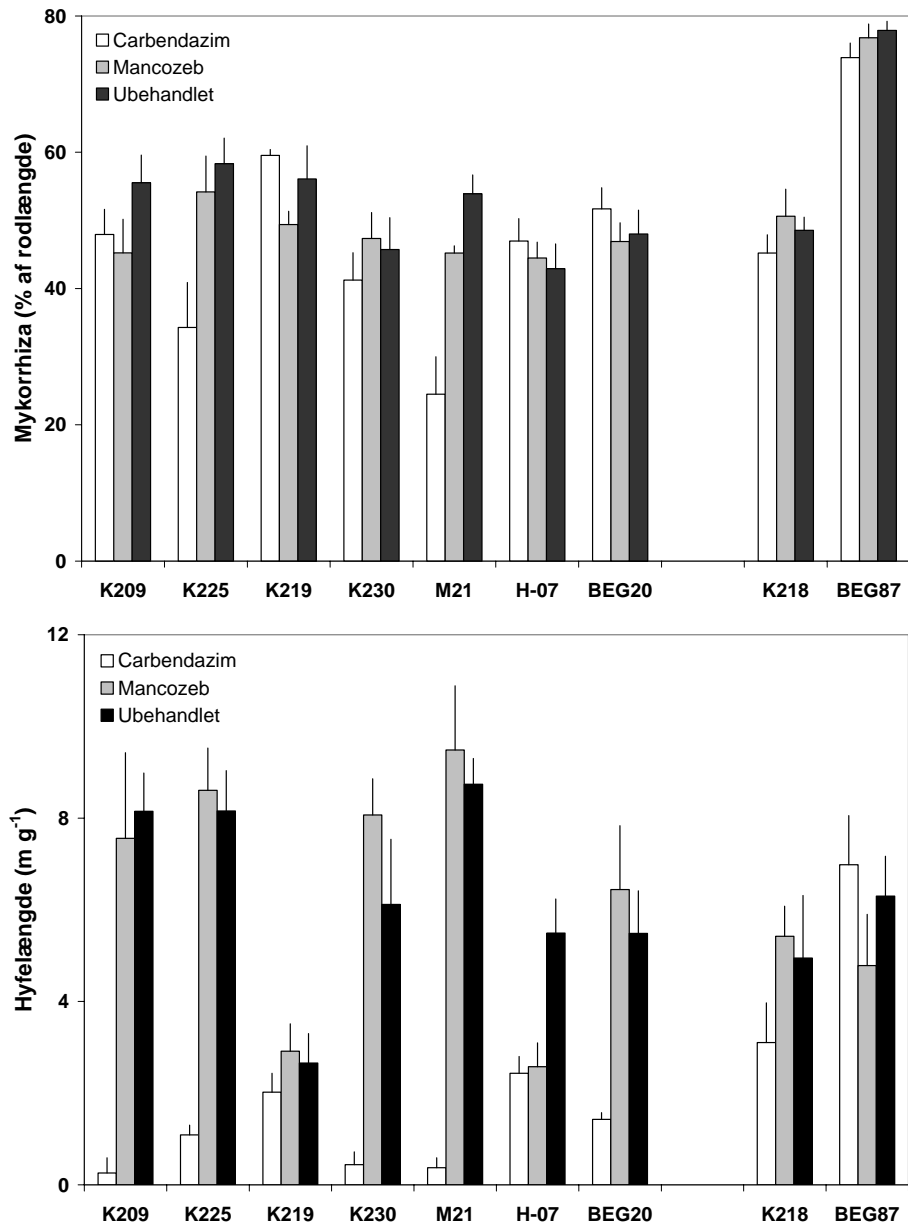 80
60
40
20
0
Mykorrhiza (% af rodlængde)
Carbendazim
Mancozeb
Ubehandlet
K209 K225 K219 K230 M21 H-07 BEG20 K218 BEG87
12
8
4
0
Hyfelængde (m g-1)
Carbendazim
Mancozeb
Ubehandlet
K209 K225 K219 K230 M21 H-07 BEG20 K218 BEG87